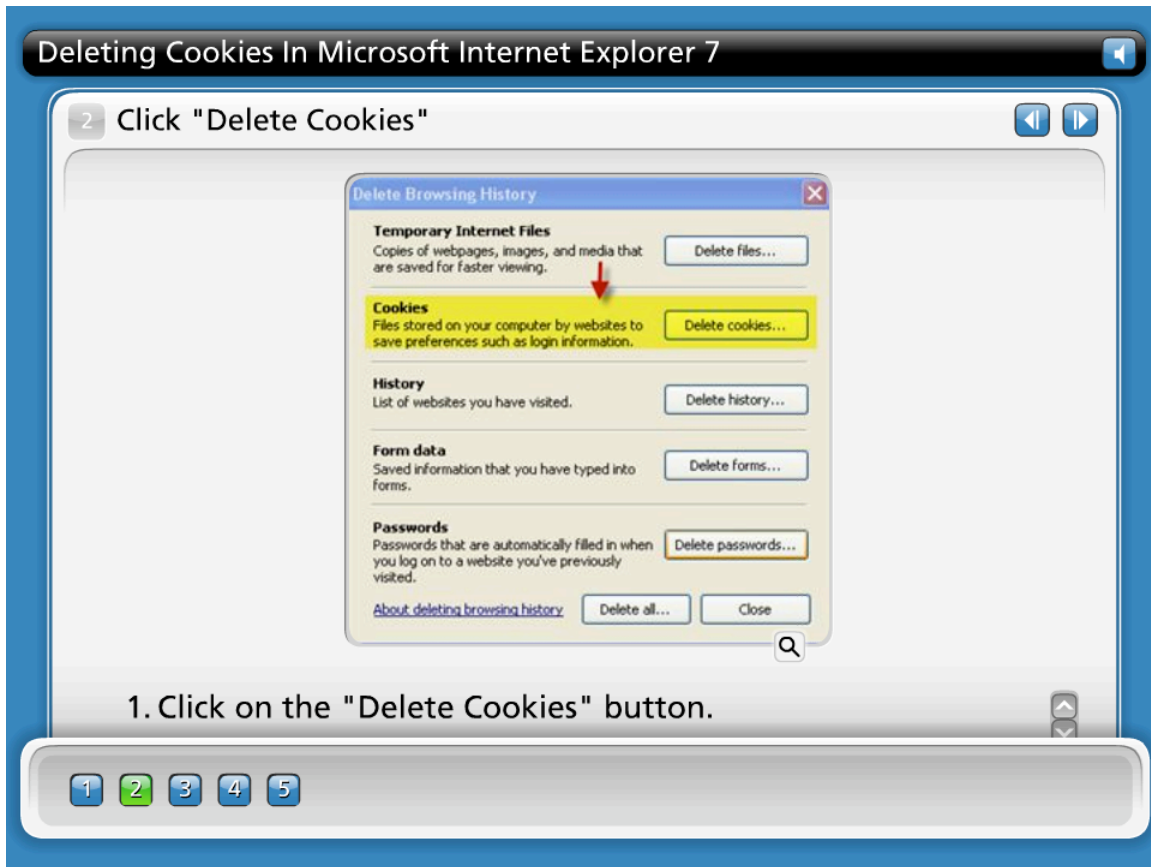 Deleting Cookies In Microsoft Internet Explorer 7
2 Click "Delete Cookies"
Delete Browsing History
Temporary Internet Files
Copies of webpages, images, and media that
are saved for faster viewing.
Delete files...
Cookies
Files stored on your computer by websites to
save preferences such as login information.
Delete cookies...
History
List of websites you have visited.
Delete history...
Form data
Saved information that you have typed into
forms.
Delete forms...
Passwords
Passwords that are automatically filled in when
you log on to a website you've previously
visited.
Delete passwords...
About deleting browsing history Delete all... Close
1. Click on the "Delete Cookies" button.
1 2 3 4 5